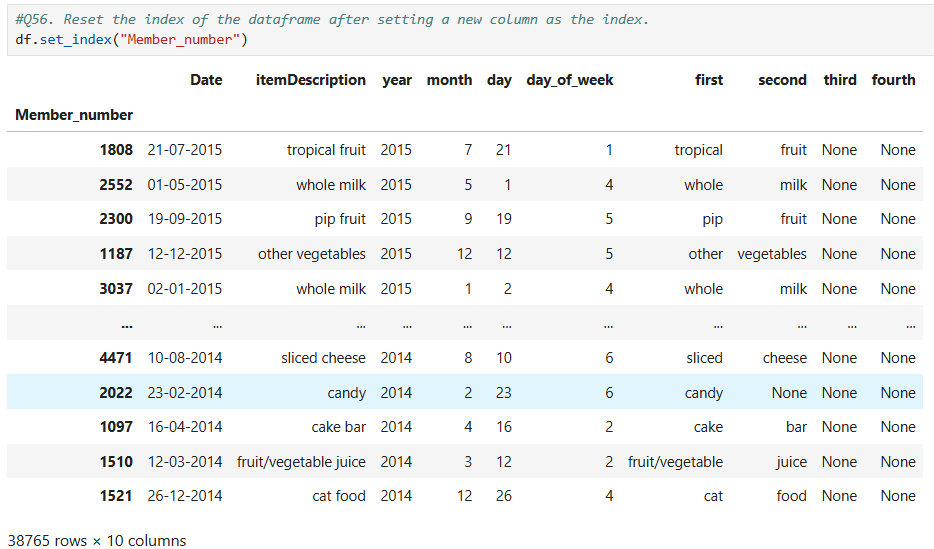 #Q56. Reset the index of the dataframe after setting a new column as the index.
df.set_index("Member_number")
Date itemDescription year month day day_of_week first second third fourth
Member_number
1808 21-07-2015 tropical fruit 2015 7 21 1 tropical fruit None None
2552 01-05-2015 whole milk 2015 5 1 4 whole milk None None
2300 19-09-2015 pip fruit 2015 9 19 5 pip fruit None None
1187 12-12-2015 other vegetables 2015 12 12 5 other vegetables None None
3037 02-01-2015 whole milk 2015 1 2 4 whole milk None None
... ... ... ... ... ... ... ... ... ... ...
4471 10-08-2014 sliced cheese 2014 8 10 6 sliced cheese None None
2022 23-02-2014 candy 2014 2 23 6 candy None None None
1097 16-04-2014 cake bar 2014 4 16 2 cake bar None None
1510 12-03-2014 fruit/vegetable juice 2014 3 12 2 fruit/vegetable juice None None
1521 26-12-2014 cat food 2014 12 26 4 cat food None None
38765 rows × 10 columns